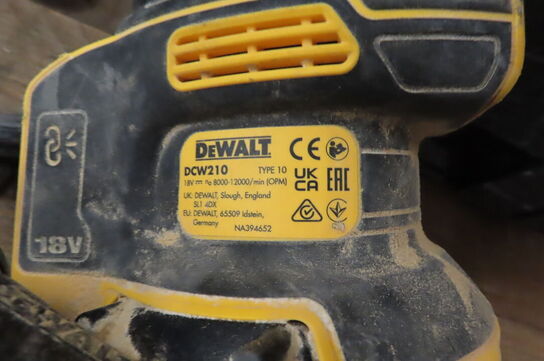 DEWALT
DCW210 TYPE 10
18V ⎓ n₀ 8000-12000/min (OPM)
UK: DEWALT, Slough, England
SL1 4DX
EU: DEWALT, 65509 Idstein,
Germany
NA394652
CE
UK
CA
EAC
18V